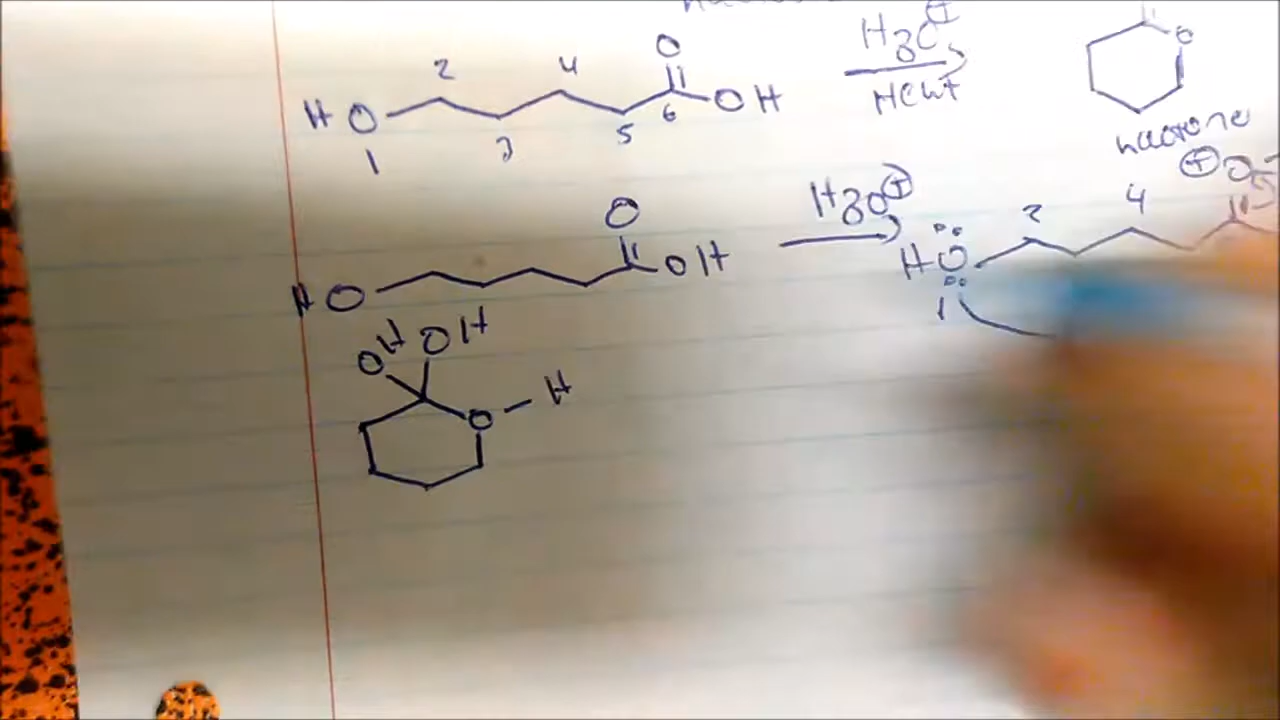 H3O⊕
O
2 4
HO OH
1 3 5 6
Heat
O
lactone
H3O⊕
O
HO OH
2 4
⊕O
HO
1
OH OH
O-H